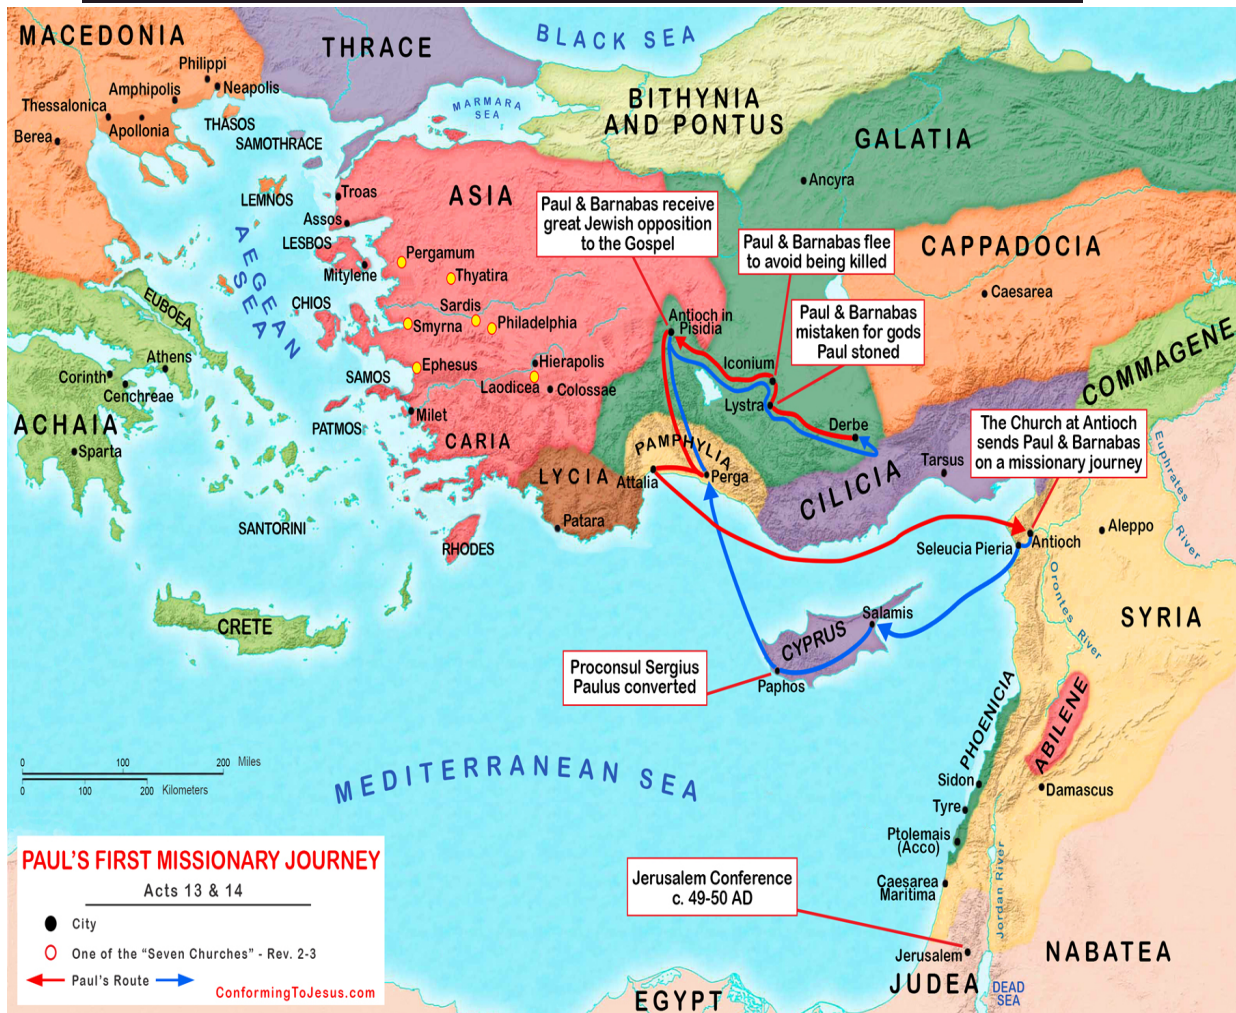 MACEDONIA
THRACE
BLACK SEA
Philippi
Amphipolis
Neapolis
Thessalonica
Apollonia
Berea
THASOS
SAMOTHRACE
MARMARA
SEA
BITHYNIA
AND PONTUS
GALATIA
Ancyra
LEMNOS
Troas
ASIA
Assos
LESBOS
Mitylene
AEGEAN
SEA
Pergamum
Thyatira
Paul & Barnabas receive
great Jewish opposition
to the Gospel
Paul & Barnabas flee
to avoid being killed
CAPPADOCIA
Caesarea
EUBOEA
CHIOS
Sardis
Smyrna
Philadelphia
Antioch in
Pisidia
Paul & Barnabas
mistaken for gods
Paul stoned
COMMAGENE
Athens
Corinth
Cenchreae
SAMOS
Ephesus
Hierapolis
Laodicea
Colossae
Iconium
Lystra
Derbe
ACHAIA
Sparta
PATMOS
Milet
CARIA
PAMPHYLIA
The Church at Antioch
sends Paul & Barnabas
on a missionary journey
LYCIA
Attalia
Perga
CILICIA
Tarsus
Euphrates
River
SANTORINI
Patara
RHODES
Seleucia Pieria
Antioch
Aleppo
Orontes River
SYRIA
CRETE
Salamis
CYPRUS
Paphos
Proconsul Sergius
Paulus converted
PHOENICIA
ABILENE
0 100 200 Miles
0 100 200 Kilometers
MEDITERRANEAN SEA
Sidon
Damascus
Tyre
Ptolemais
(Acco)
Jordan River
Caesarea
Maritima
Jerusalem Conference
c. 49-50 AD
Jerusalem
JUDEA
DEAD
SEA
NABATEA
EGYPT
PAUL'S FIRST MISSIONARY JOURNEY
Acts 13 & 14
City
One of the “Seven Churches” - Rev. 2-3
Paul's Route
ConformingToJesus.com